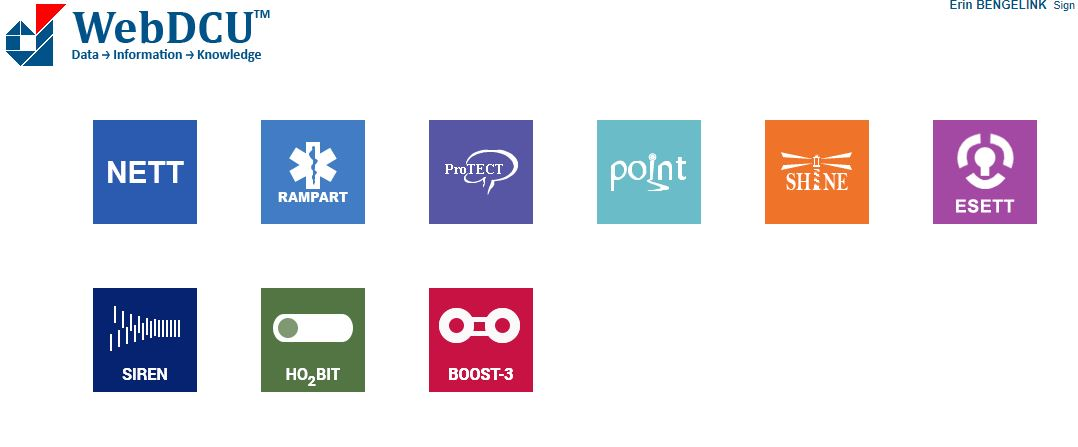 Erin BENGELINK Sign
WebDCU™
Data → Information → Knowledge
NETT
RAMPART
ProTECT
point
SHINE
ESETT
SIREN
HO₂BIT
BOOST-3